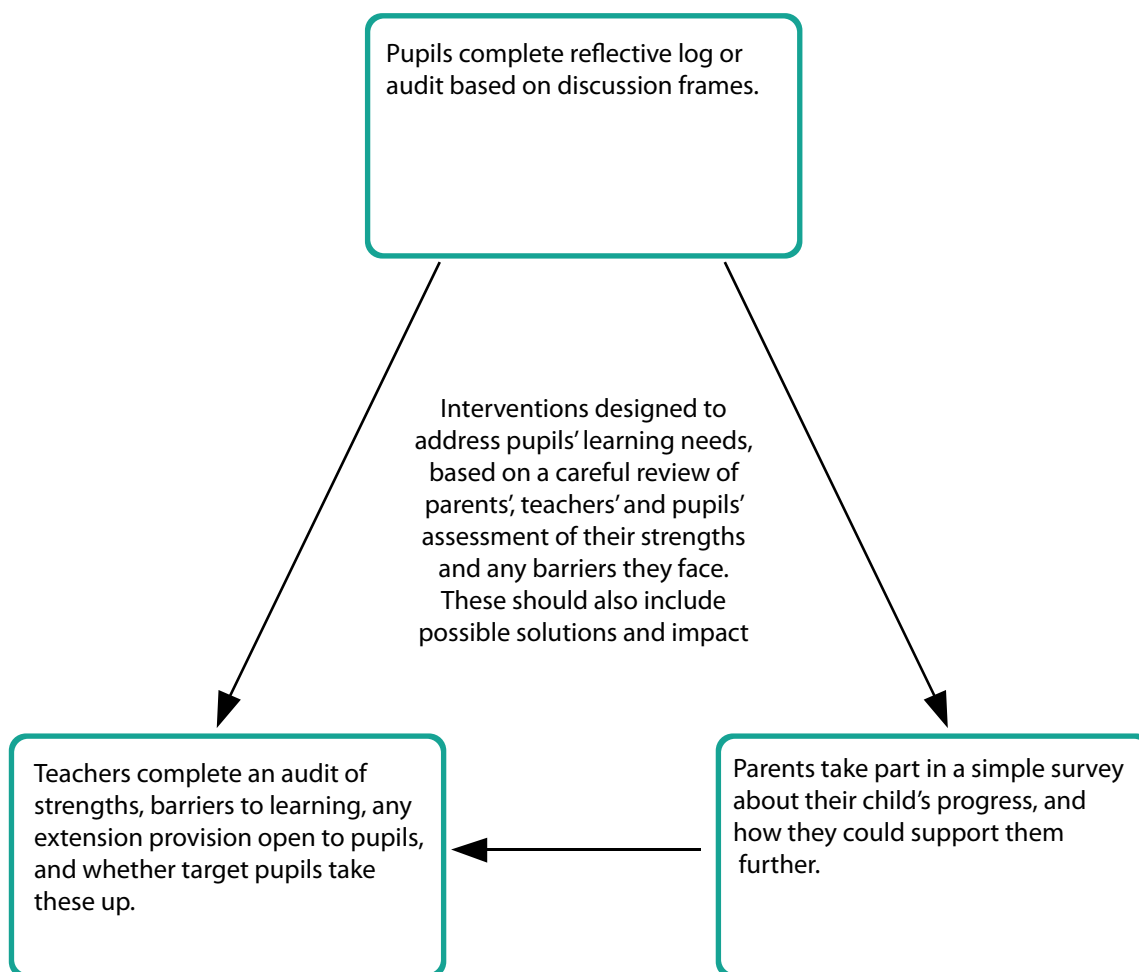 Pupils complete reflective log or
audit based on discussion frames.
Interventions designed to
address pupils’ learning needs,
based on a careful review of
parents’, teachers’ and pupils’
assessment of their strengths
and any barriers they face.
These should also include
possible solutions and impact
Teachers complete an audit of
strengths, barriers to learning, any
extension provision open to pupils,
and whether target pupils take
these up.
Parents take part in a simple survey
about their child’s progress, and
how they could support them
further.